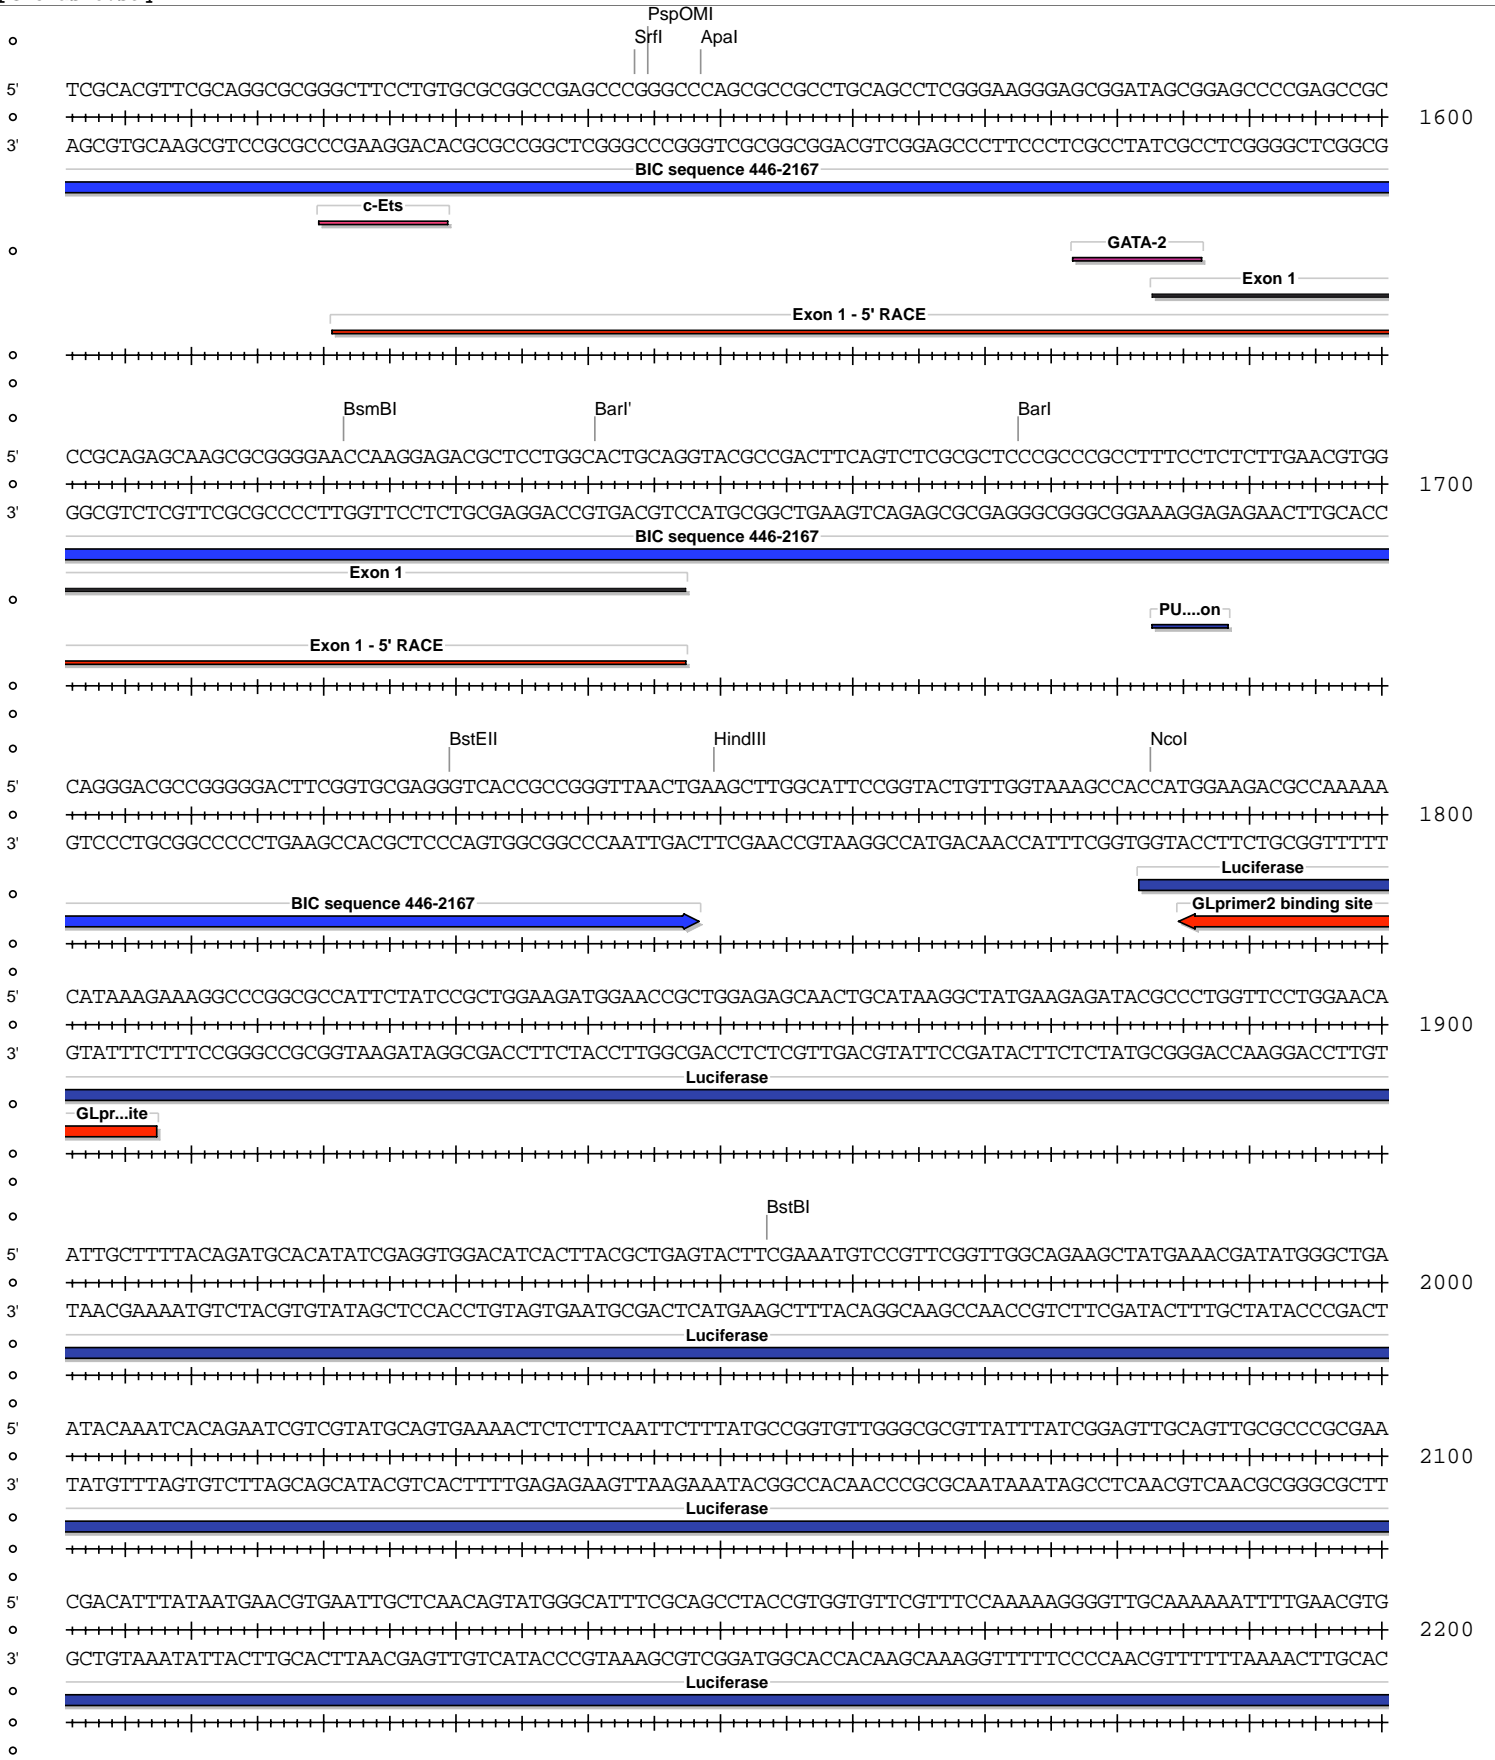 PspOMI
SrfI ApaI
5' TCGCACGTTCGCAGGCGCGGGCTTCCTGTGCGCGGCCGAGCCCGGGCCCAGCGCCGCCTGCAGCCTCGGGAAGGGAGCGGATAGCGGAGCCCCGAGCCGC
1600
3' AGCGTGCAAGCGTCCGCGCCCGAAGGACACGCGCCGGCTCGGGCCCGGGTCGCGGCGGACGTCGGAGCCCTTCCCTCGCCTATCGCCTCGGGGCTCGGCG
BIC sequence 446-2167
c-Ets
GATA-2
Exon 1
Exon 1 - 5' RACE
BsmBI BarI' BarI
5' CCGCAGAGCAAGCGCGGGGAACCAAGGAGACGCTCCTGGCACTGCAGGTACGCCGACTTCAGTCTCGCGCTCCCGCCCGCCTTTCCTCTCTTGAACGTGG
1700
3' GGCGTCTCGTTCGCGCCCCTTGGTTCCTCTGCGAGGACCGTGACGTCCATGCGGCTGAAGTCAGAGCGCGAGGGCGGGCGGAAAGGAGAGAACTTGCACC
BIC sequence 446-2167
Exon 1
PU....on
Exon 1 - 5' RACE
BstEII HindIII NcoI
5' CAGGGACGCCGGGGGACTTCGGTGCGAGGGTCACCGCCGGGTTAACTGAAGCTTGGCATTCCGGTACTGTTGGTAAAGCCACCATGGAAGACGCCAAAAA
1800
3' GTCCCTGCGGCCCCCTGAAGCCACGCTCCCAGTGGCGGCCCAATTGACTTCGAACCGTAAGGCCATGACAACCATTTCGGTGGTACCTTCTGCGGTTTTT
Luciferase
BIC sequence 446-2167 GLprimer2 binding site
5' CATAAAGAAAGGCCCGGCGCCATTCTATCCGCTGGAAGATGGAACCGCTGGAGAGCAACTGCATAAGGCTATGAAGAGATACGCCCTGGTTCCTGGAACA
1900
3' GTATTTCTTTCCGGGCCGCGGTAAGATAGGCGACCTTCTACCTTGGCGACCTCTCGTTGACGTATTCCGATACTTCTCTATGCGGGACCAAGGACCTTGT
Luciferase
GLpr...ite
BstBI
5' ATTGCTTTTACAGATGCACATATCGAGGTGGACATCACTTACGCTGAGTACTTCGAAATGTCCGTTCGGTTGGCAGAAGCTATGAAACGATATGGGCTGA
2000
3' TAACGAAAATGTCTACGTGTATAGCTCCACCTGTAGTGAATGCGACTCATGAAGCTTTACAGGCAAGCCAACCGTCTTCGATACTTTGCTATACCCGACT
Luciferase
5' ATACAAATCACAGAATCGTCGTATGCAGTGAAAACTCTCTTCAATTCTTTATGCCGGTGTTGGGCGCGTTATTTATCGGAGTTGCAGTTGCGCCCGCGAA
2100
3' TATGTTTAGTGTCTTAGCAGCATACGTCACTTTTGAGAGAAGTTAAGAAATACGGCCACAACCCGCGCAATAAATAGCCTCAACGTCAACGCGGGCGCTT
Luciferase
5' CGACATTTATAATGAACGTGAATTGCTCAACAGTATGGGCATTTCGCAGCCTACCGTGGTGTTCGTTTCCAAAAAGGGGTTGCAAAAAATTTTGAACGTG
2200
3' GCTGTAAATATTACTTGCACTTAACGAGTTGTCATACCCGTAAAGCGTCGGATGGCACCACAAGCAAAGGTTTTTCCCCAACGTTTTTTAAAACTTGCAC
Luciferase